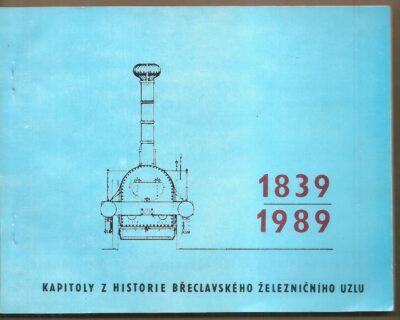 1839
1989
KAPITOLY Z HISTORIE BŘECLAVSKÉHO ŽELEZNIČNÍHO UZLU